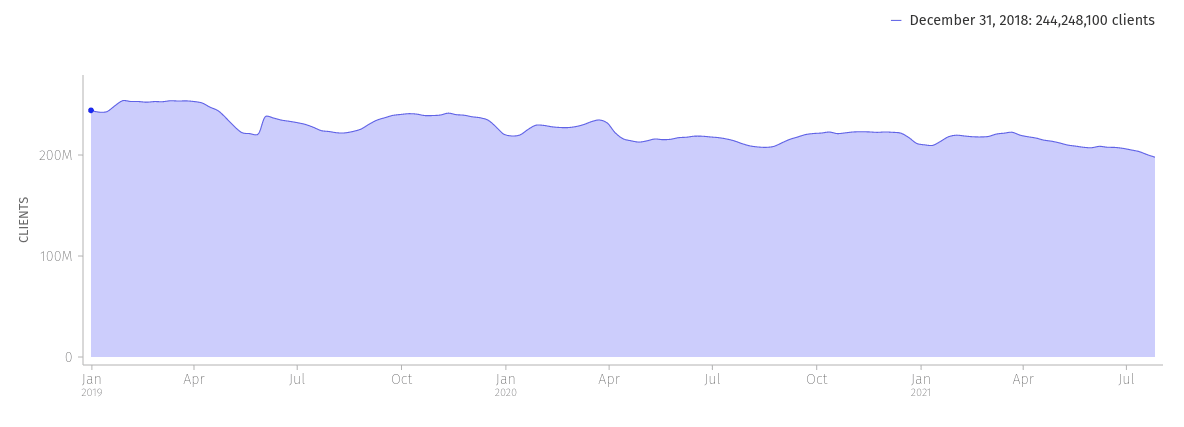 — December 31, 2018: 244,248,100 clients
CLIENTS
200M
100M
0
Jan Apr Jul Oct Jan Apr Jul Oct Jan Apr Jul
2019 2020 2021